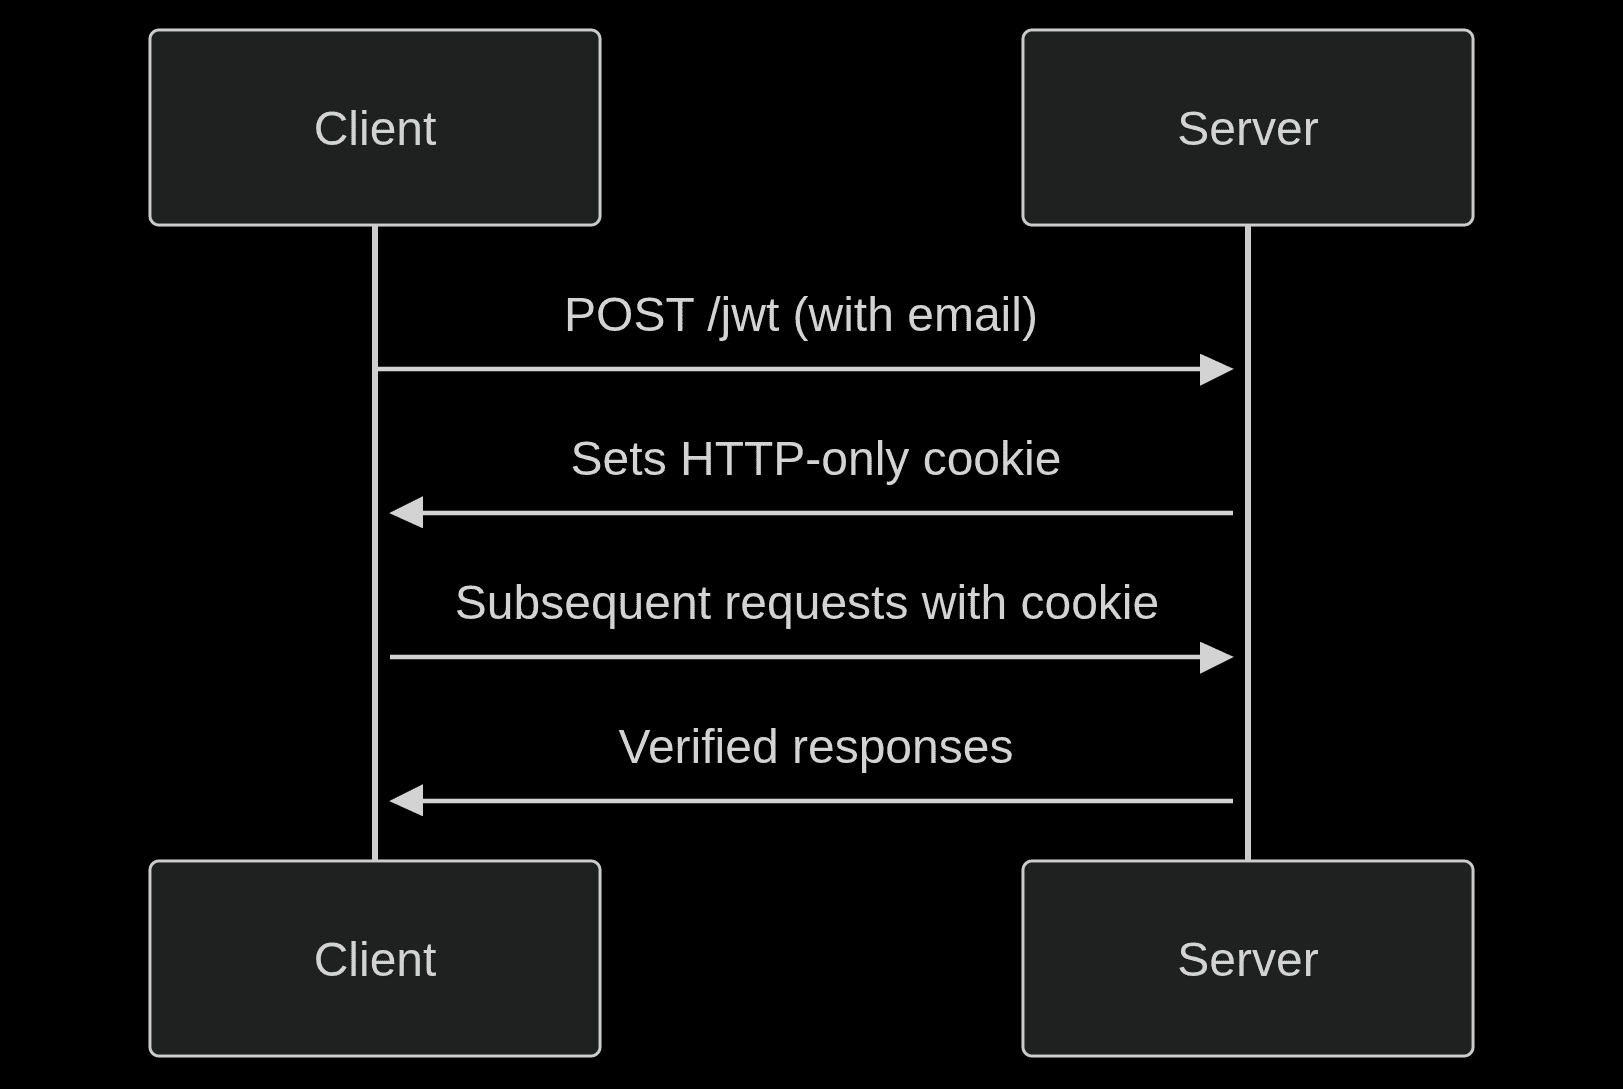 Client
Server
POST /jwt (with email)
Sets HTTP-only cookie
Subsequent requests with cookie
Verified responses
Client
Server